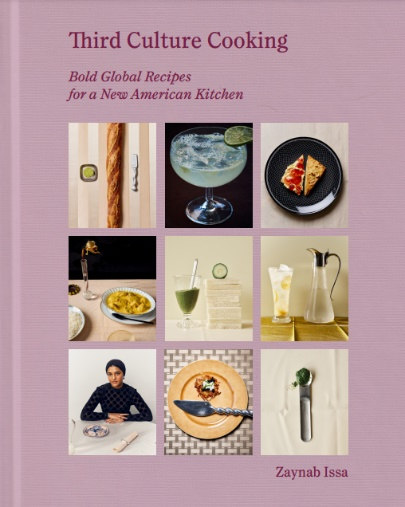 Third Culture Cooking
Bold Global Recipes
for a New American Kitchen
Zaynab Issa